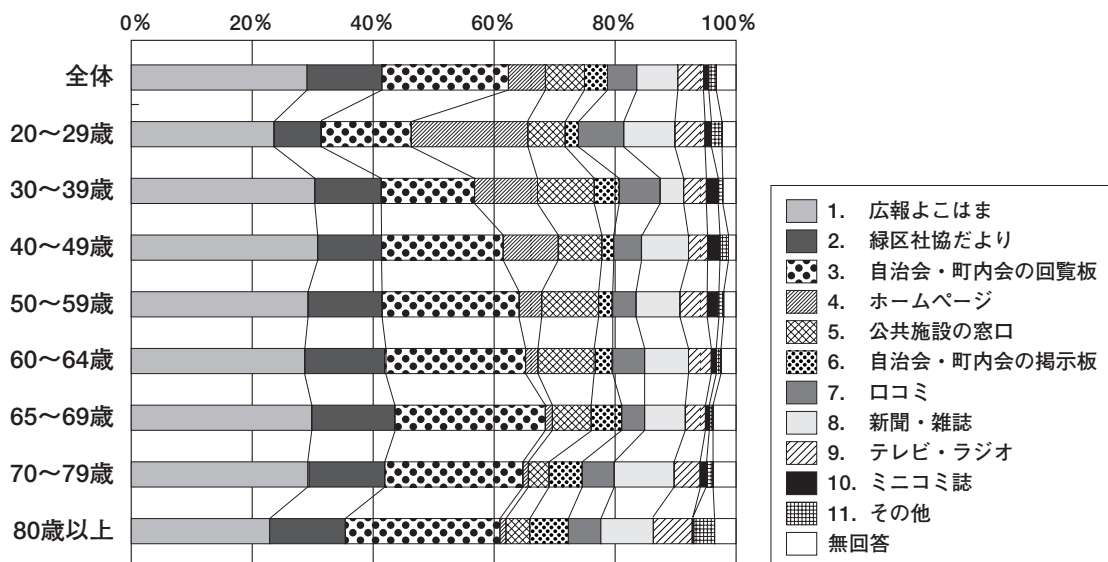 0% 20% 40% 60% 80% 100%
全体
20〜29歳
30〜39歳
40〜49歳
50〜59歳
60〜64歳
65〜69歳
70〜79歳
80歳以上
1. 広報よこはま
2. 緑区社協だより
3. 自治会・町内会の回覧板
4. ホームページ
5. 公共施設の窓口
6. 自治会・町内会の掲示板
7. 口コミ
8. 新聞・雑誌
9. テレビ・ラジオ
10. ミニコミ誌
11. その他
無回答